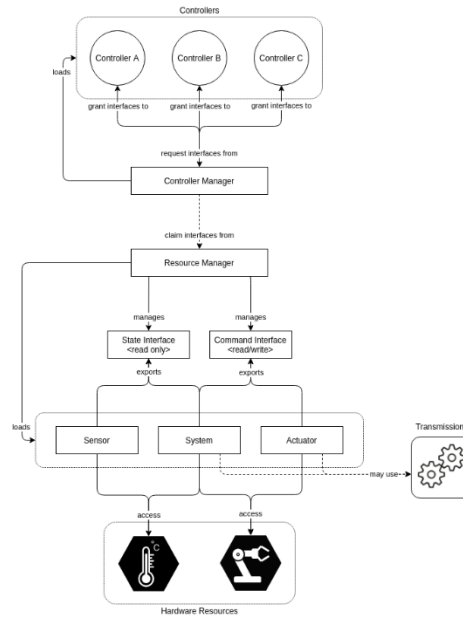 Controllers
Controller A
Controller B
Controller C
loads
grant interfaces to
grant interfaces to
grant interfaces to
request interfaces from
Controller Manager
claim interfaces from
Resource Manager
manages
manages
State Interface
<read only>
Command Interface
<read/write>
exports
exports
loads
Sensor
System
Actuator
Transmission
may use
access
access
°C
Hardware Resources